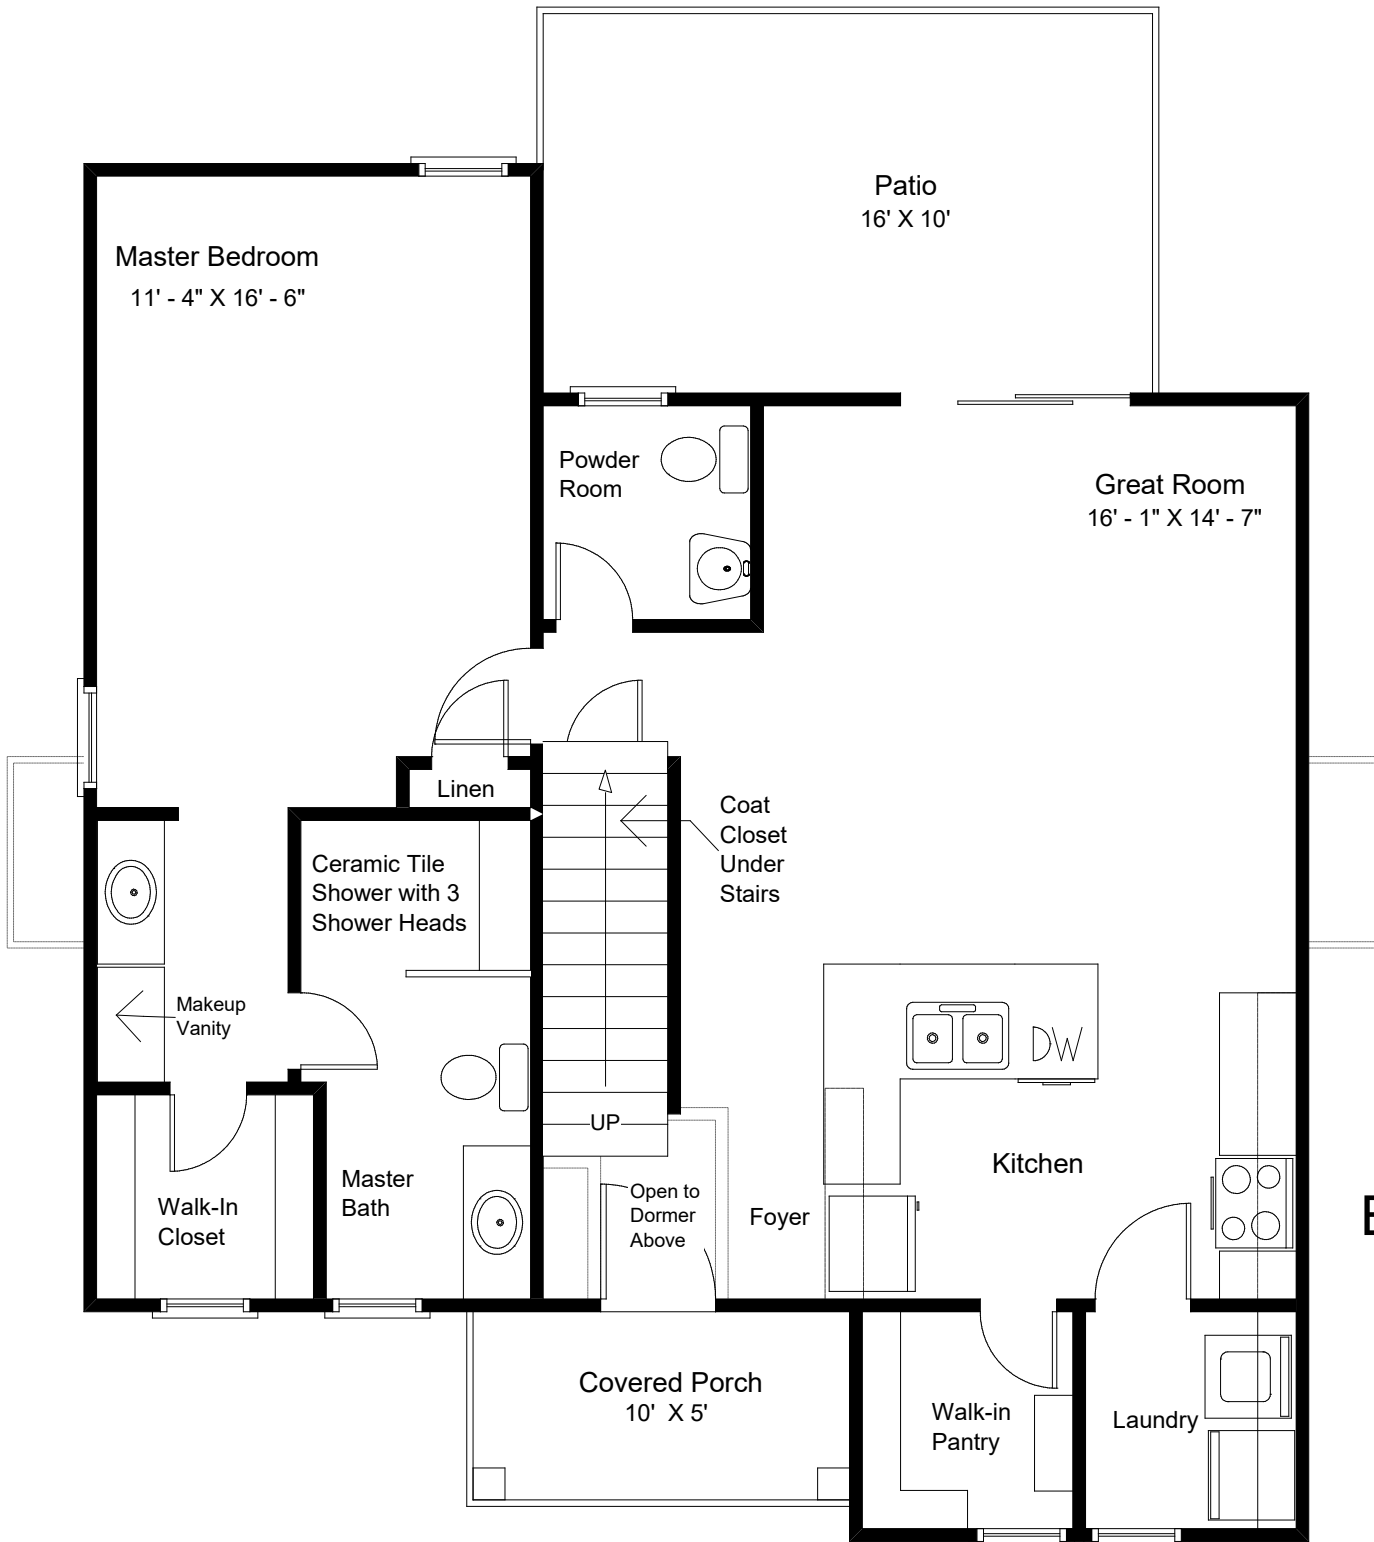 Patio
16' X 10'
Master Bedroom
11' - 4" X 16' - 6"
Powder
Room
Great Room
16' - 1" X 14' - 7"
Linen
Coat
Closet
Under
Stairs
Ceramic Tile
Shower with 3
Shower Heads
Makeup
Vanity
DW
UP
Kitchen
Master
Bath
Walk-In
Closet
Open to
Dormer
Above
Foyer
Covered Porch
10' X 5'
Walk-in
Pantry
Laundry